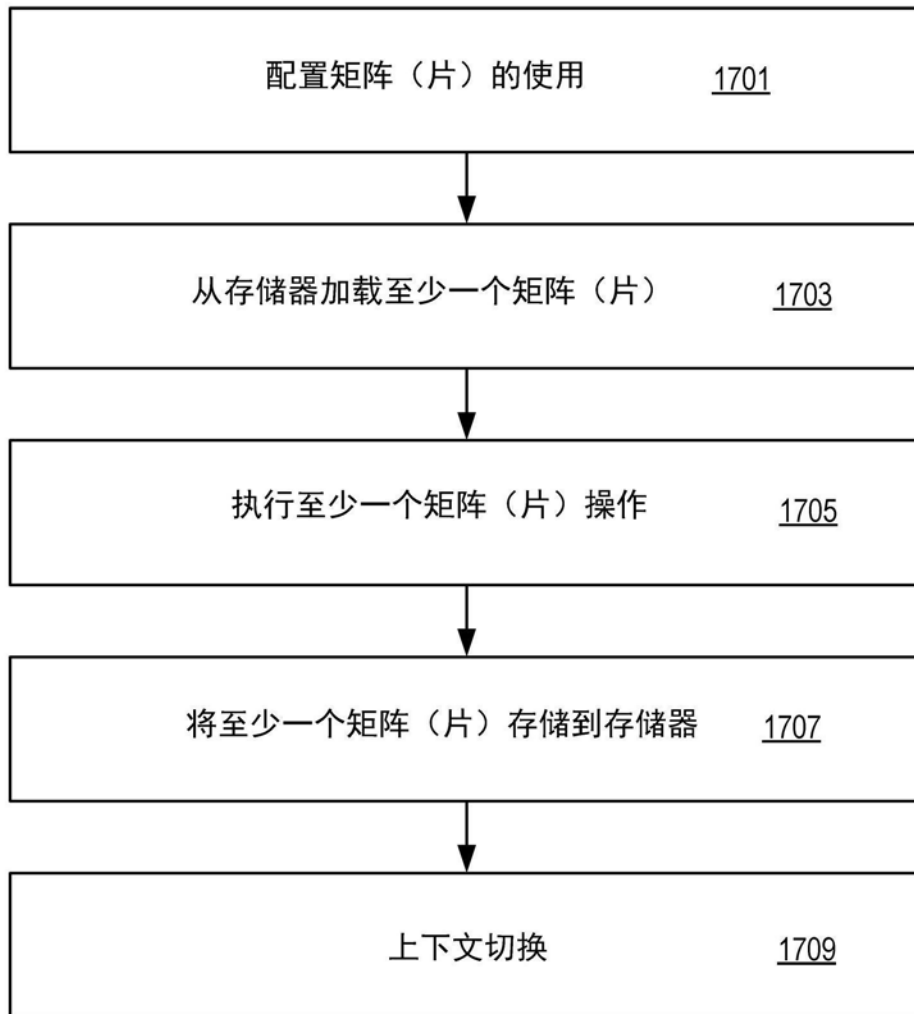 配置矩阵（片）的使用 1701
从存储器加载至少一个矩阵（片） 1703
执行至少一个矩阵（片）操作 1705
将至少一个矩阵（片）存储到存储器 1707
上下文切换 1709